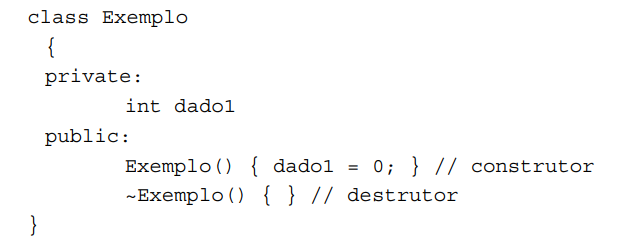 class Exemplo
{
private:
int dado1
public:
Exemplo() { dado1 = 0; } // construtor
~Exemplo() { } // destrutor
}